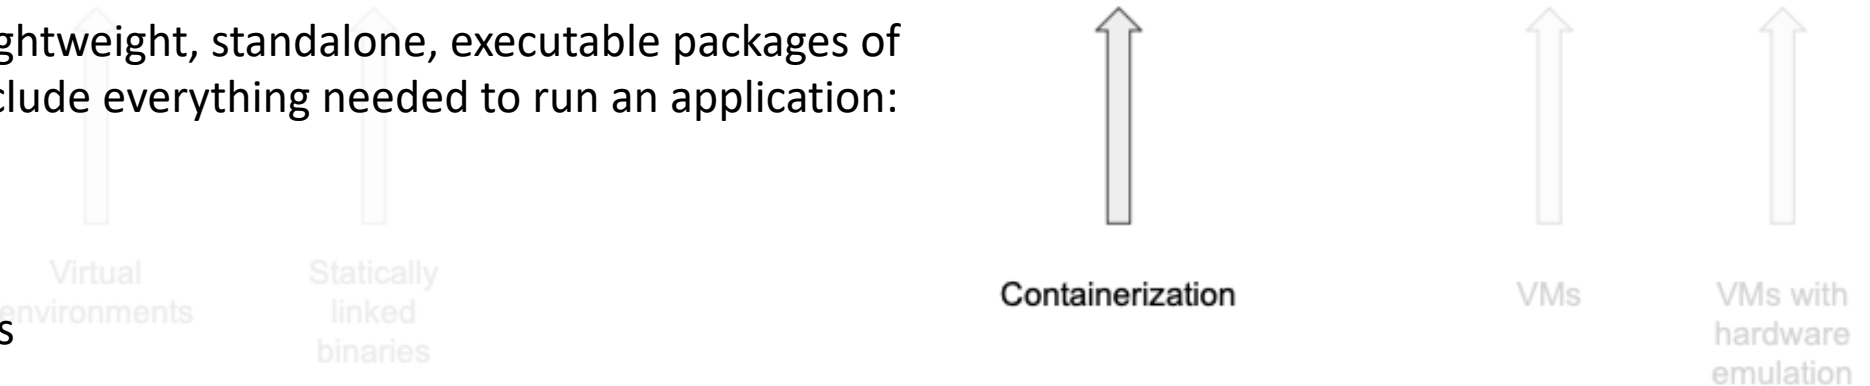 ghtweight, standalone, executable packages of
clude everything needed to run an application:
s
Virtual
environments
Statically
linked
binaries
Containerization
VMs
VMs with
hardware
emulation